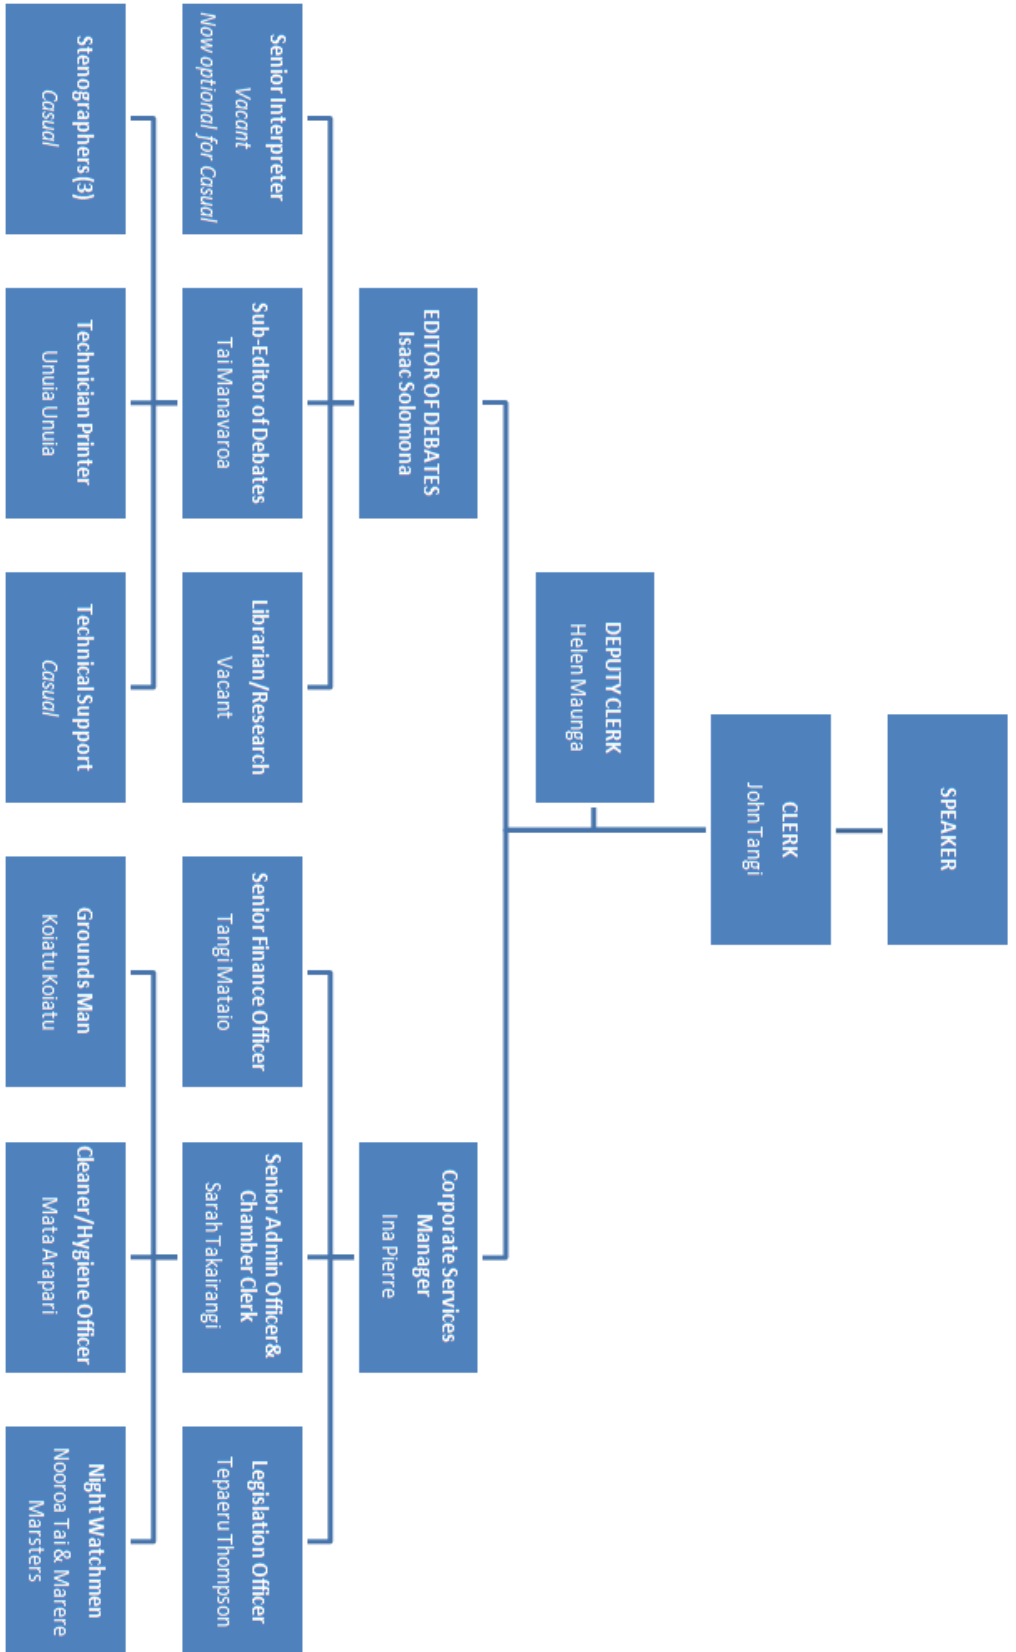 SPEAKER
CLERK
John Tangi
DEPUTY CLERK
Helen Maunga
EDITOR OF DEBATES
Isaac Solomona
Corporate Services
Manager
Ina Pierre
Senior Interpreter
Vacant
Now optional for Casual
Sub-Editor of Debates
Tai Manavaroa
Librarian/Research
Vacant
Senior Finance Officer
Tangi Mataio
Senior Admin Officer&
Chamber Clerk
Sarah Takairangi
Legislation Officer
Tepaeru Thompson
Stenographers (3)
Casual
Technician Printer
Unuia Unuia
Technical Support
Casual
Grounds Man
Koiatu Koiatu
Cleaner/Hygiene Officer
Mata Arapari
Night Watchmen
Nooroa Tai & Marere
Marsters